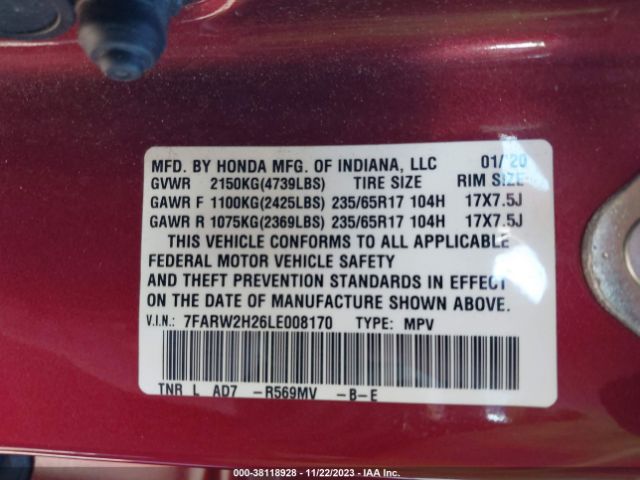 MFD. BY HONDA MFG. OF INDIANA, LLC 01/'20
GVWR 2150KG(4739LBS) TIRE SIZE RIM SIZE
GAWR F 1100KG(2425LBS) 235/65R17 104H 17X7.5J
GAWR R 1075KG(2369LBS) 235/65R17 104H 17X7.5J
THIS VEHICLE CONFORMS TO ALL APPLICABLE
FEDERAL MOTOR VEHICLE SAFETY
AND THEFT PREVENTION STANDARDS IN EFFECT
ON THE DATE OF MANUFACTURE SHOWN ABOVE.
V.I.N.: 7FARW2H26LE008170 TYPE: MPV
TNR L AD7 -R569MV -B-E
000-38118928 - 11/22/2023 - IAA Inc.